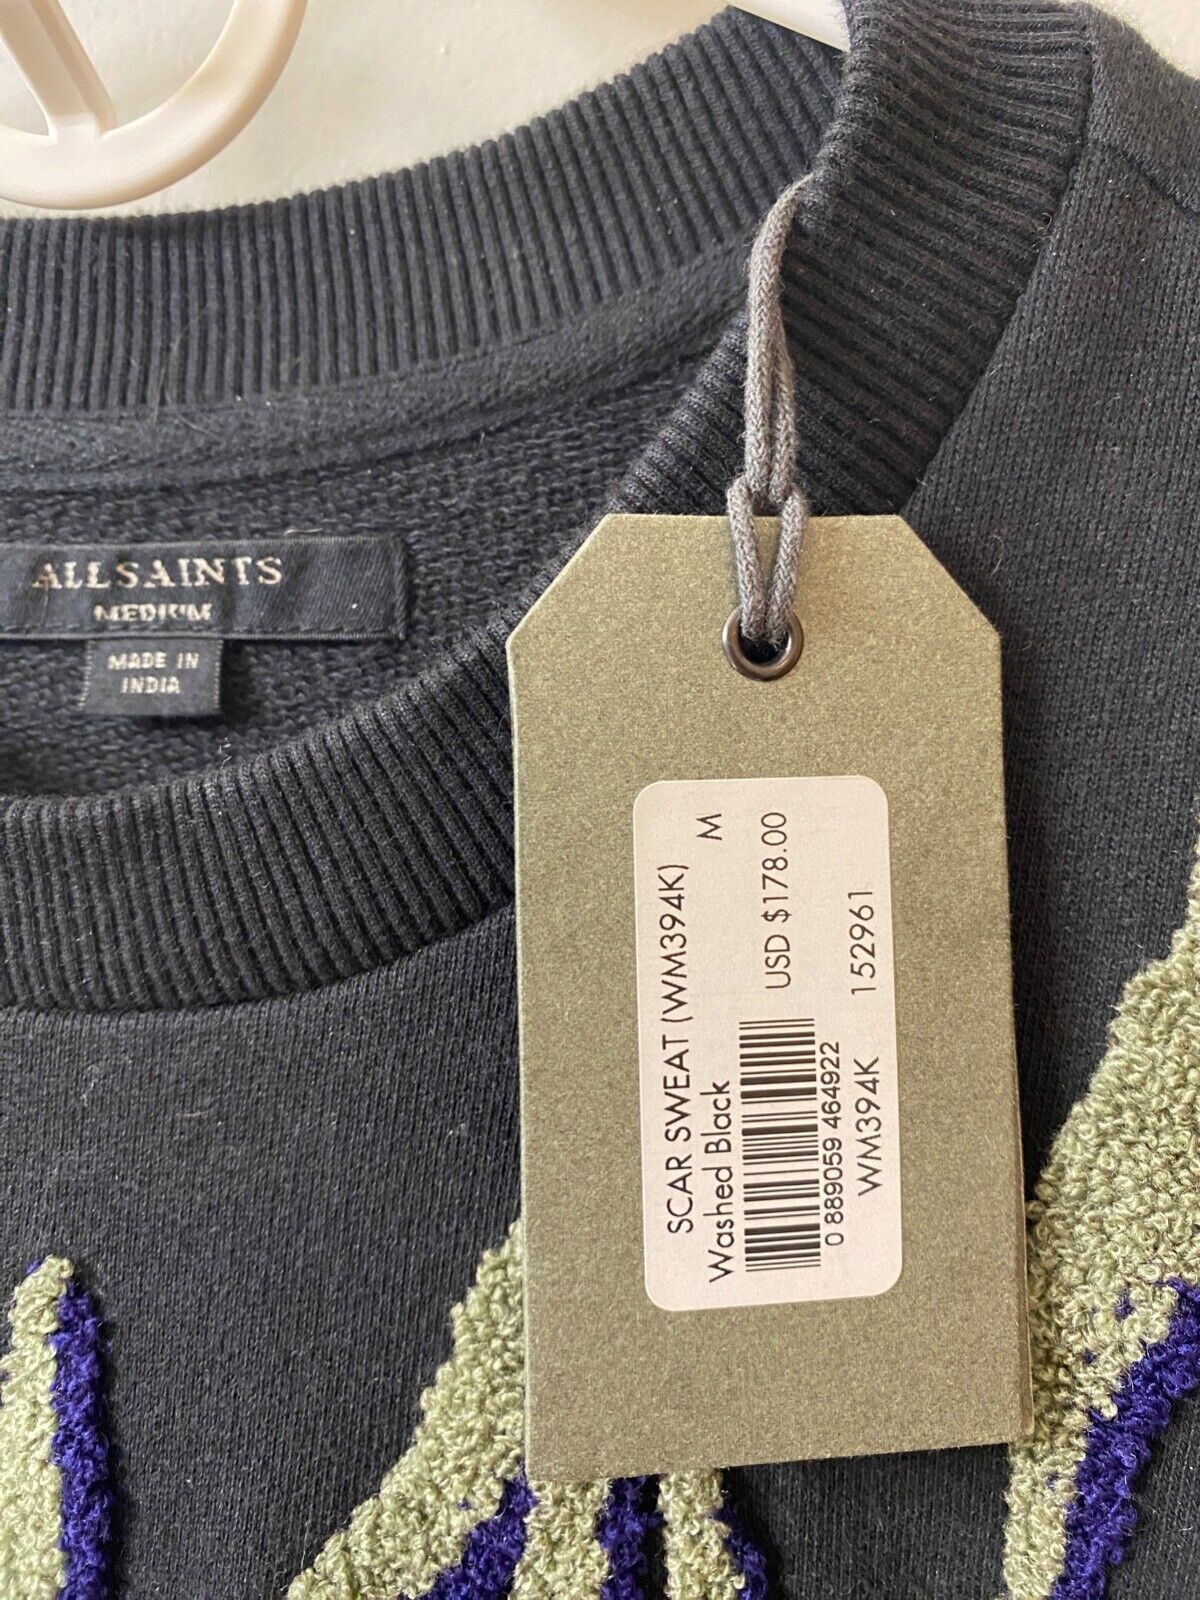 ALLSAINTS
MEDIUM
MADE IN
INDIA
SCAR SWEAT (WM394K)
M
Washed Black
USD $178.00
0 889059 464922
WM394K
152961